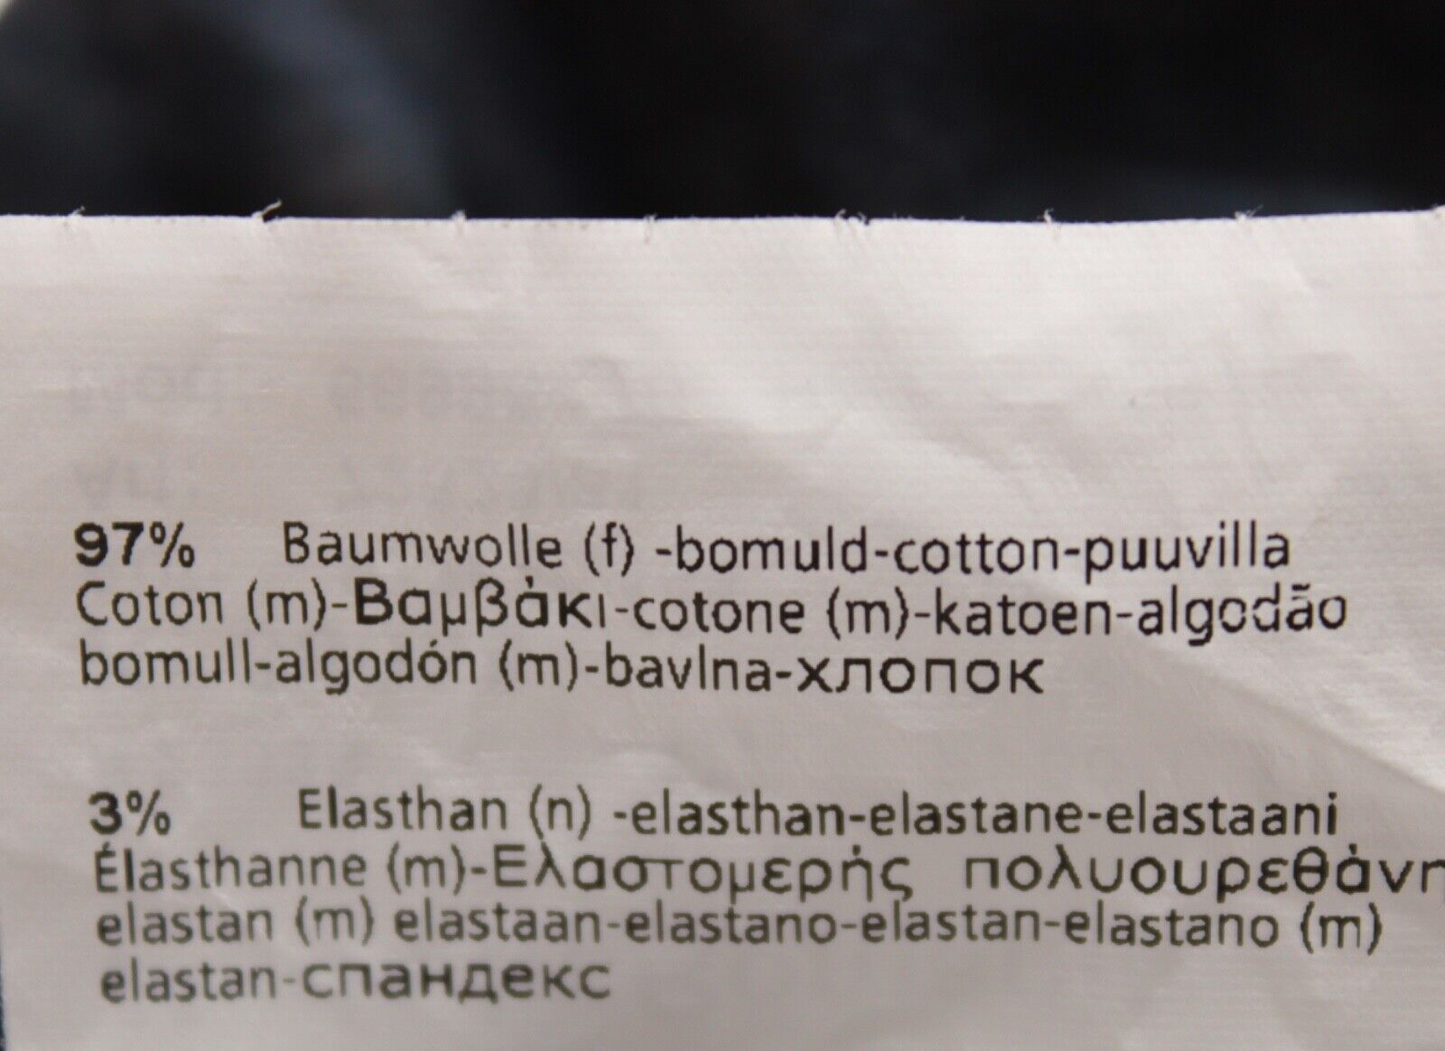 97% Baumwolle (f) -bomuld-cotton-puuvilla
Coton (m)-Βαμβάκι-cotone (m)-katoen-algodão
bomull-algodón (m)-bavlna-хлопок
3% Elasthan (n) -elasthan-elastane-elastaani
Élasthanne (m)-Ελαστομερής πολυουρεθάνη
elastan (m) elastaan-elastano-elastan-elastano (m)
elastan-спандекс